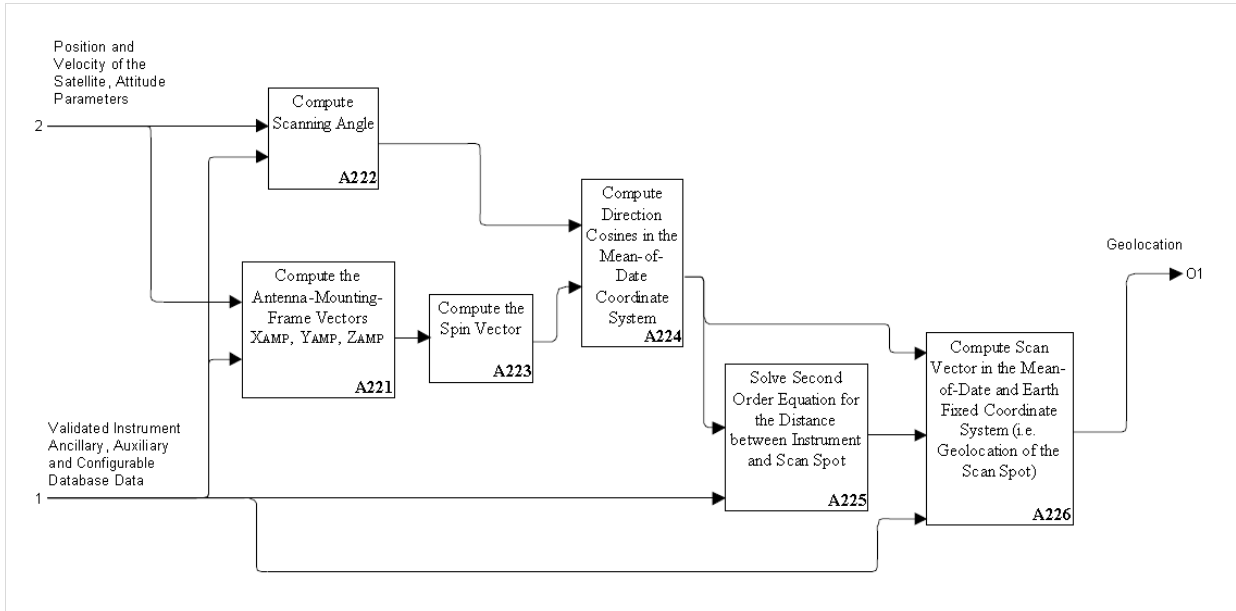 Position and
Velocity of the
Satellite, Attitude
Parameters
2
Compute
Scanning Angle
A222
Compute the
Antenna-Mounting-
Frame Vectors
XAMP, YAMP, ZAMP
A221
Compute the
Spin Vector
A223
Compute
Direction
Cosines in the
Mean-of-
Date
Coordinate
System
A224
Validated Instrument
Ancillary, Auxiliary
and Configurable
Database Data
1
Solve Second
Order Equation for
the Distance
between Instrument
and Scan Spot
A225
Compute Scan
Vector in the Mean-
of-Date and Earth
Fixed Coordinate
System (i.e.
Geolocation of the
Scan Spot)
A226
Geolocation
O1